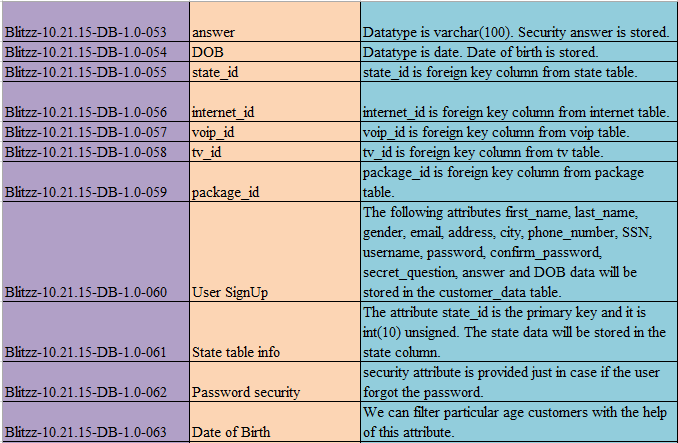 Blitzz-10.21.15-DB-1.0-053 answer Datatype is varchar(100). Security answer is stored.
Blitzz-10.21.15-DB-1.0-054 DOB Datatype is date. Date of birth is stored.
Blitzz-10.21.15-DB-1.0-055 state_id state_id is foreign key column from state table.
Blitzz-10.21.15-DB-1.0-056 internet_id internet_id is foreign key column from internet table.
Blitzz-10.21.15-DB-1.0-057 voip_id voip_id is foreign key column from voip table.
Blitzz-10.21.15-DB-1.0-058 tv_id tv_id is foreign key column from tv table.
package_id is foreign key column from package
Blitzz-10.21.15-DB-1.0-059 package_id table.
The following attributes first_name, last_name,
gender, email, address, city, phone_number, SSN,
username, password, confirm_password,
secret_question, answer and DOB data will be
Blitzz-10.21.15-DB-1.0-060 User SignUp stored in the customer_data table.
The attribute state_id is the primary key and it is
int(10) unsigned. The state data will be stored in the
Blitzz-10.21.15-DB-1.0-061 State table info state column.
security attribute is provided just in case if the user
Blitzz-10.21.15-DB-1.0-062 Password security forgot the password.
We can filter particular age customers with the help
Blitzz-10.21.15-DB-1.0-063 Date of Birth of this attribute.